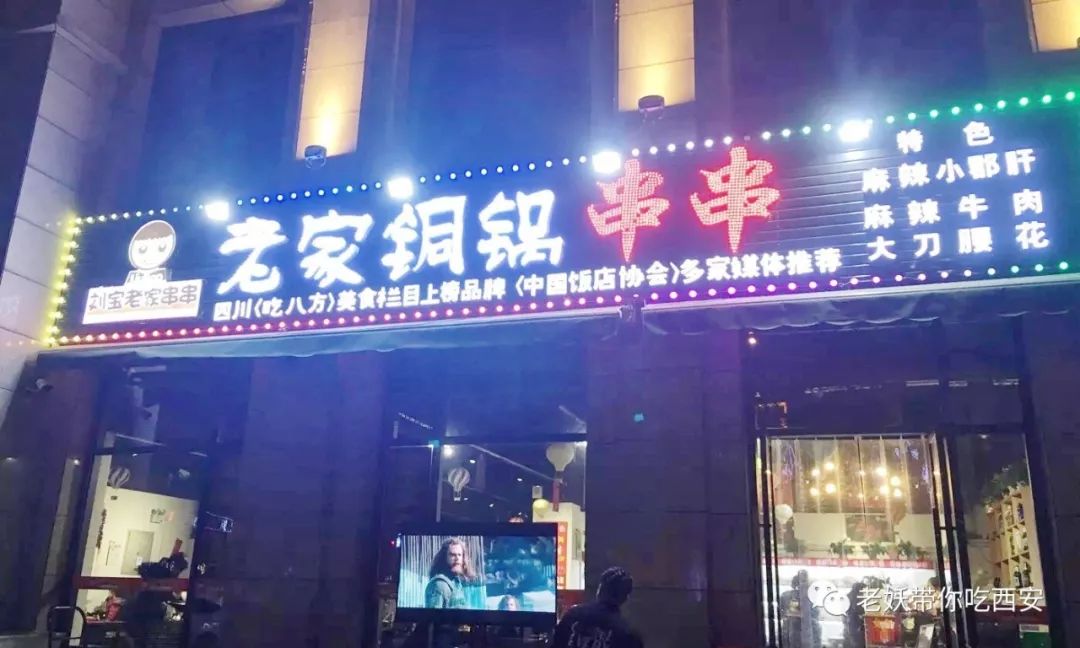 刘宝老家串串
老家铜锅串串
四川〈吃八方〉美食栏目上榜品牌〈中国饭店协会〉多家媒体推荐
特色
麻辣小郡肝
麻辣牛肉
大刀腰花
老妖带你吃西安